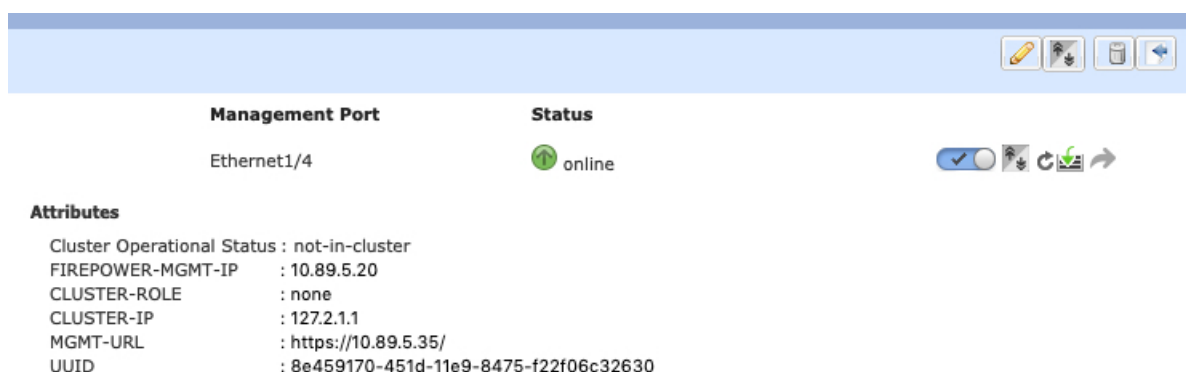 Management Port Status
Ethernet1/4 online
Attributes
Cluster Operational Status : not-in-cluster
FIREPOWER-MGMT-IP : 10.89.5.20
CLUSTER-ROLE : none
CLUSTER-IP : 127.2.1.1
MGMT-URL : https://10.89.5.35/
UUID : 8e459170-451d-11e9-8475-f22f06c32630